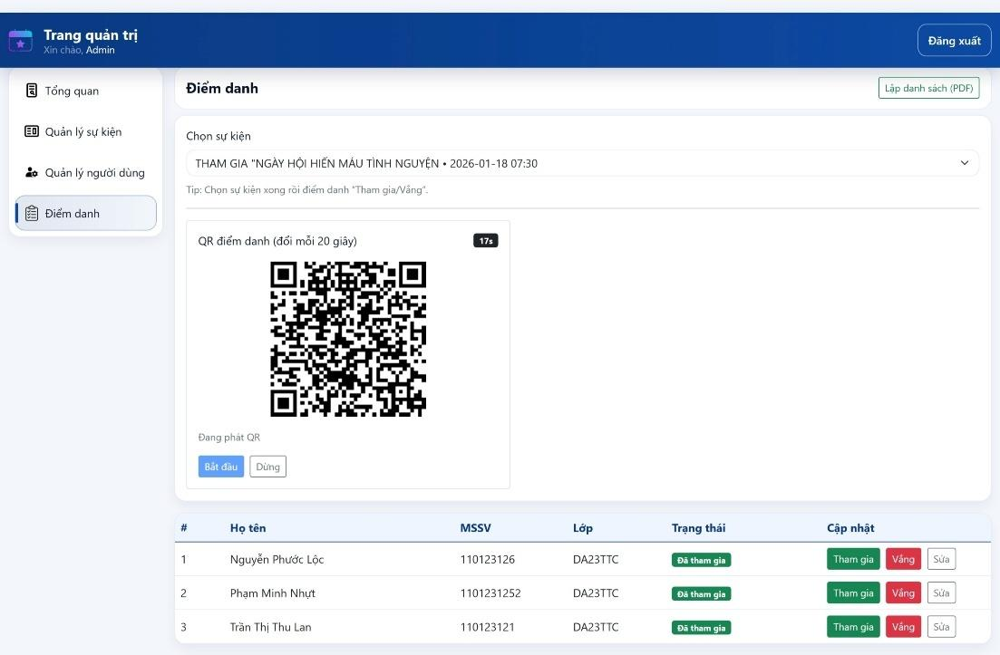 Trang quản trị
Xin chào, Admin
Đăng xuất
Tổng quan
Quản lý sự kiện
Quản lý người dùng
Điểm danh
Điểm danh
Lập danh sách (PDF)
Chọn sự kiện
THAM GIA "NGÀY HỘI HIẾN MÁU TÌNH NGUYỆN • 2026-01-18 07:30
Tip: Chọn sự kiện xong rồi điểm danh “Tham gia/Vắng”.
QR điểm danh (đổi mỗi 20 giây) 17s
Đang phát QR
Bắt đầu Dừng
# Họ tên MSSV Lớp Trạng thái Cập nhật
1 Nguyễn Phước Lộc 110123126 DA23TTC Đã tham gia Tham gia Vắng Sửa
2 Phạm Minh Nhựt 1101231252 DA23TTC Đã tham gia Tham gia Vắng Sửa
3 Trần Thị Thu Lan 110123121 DA23TTC Đã tham gia Tham gia Vắng Sửa